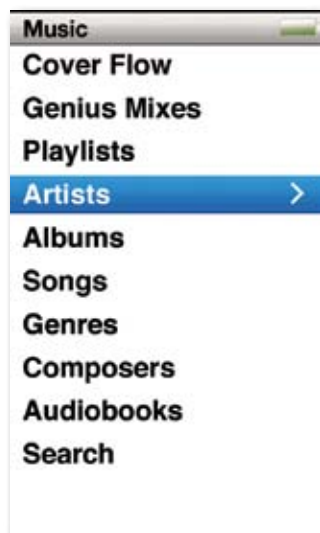 Music
Cover Flow
Genius Mixes
Playlists
Artists
Albums
Songs
Genres
Composers
Audiobooks
Search